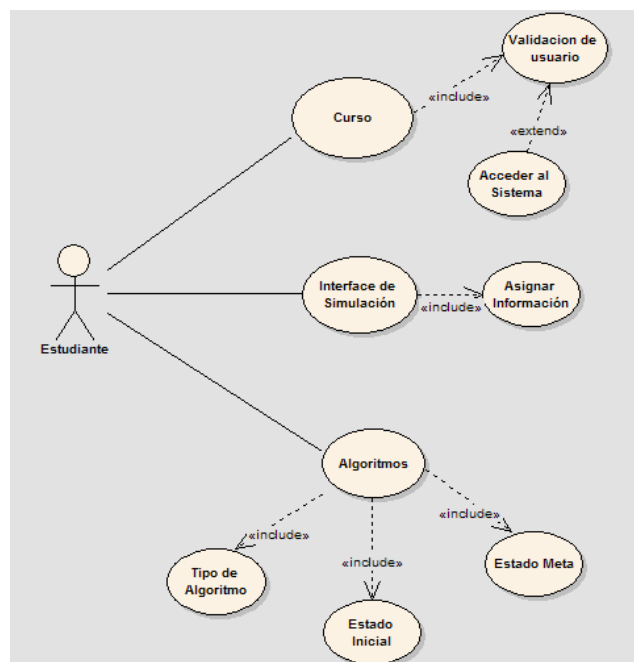 Validacion de
usuario
«include»
Curso
«extend»
Acceder al
Sistema
Interface de
Simulación
«include»
Asignar
Información
Estudiante
Algoritmos
«include»
«include»
«include»
Tipo de
Algoritmo
Estado Meta
Estado
Inicial